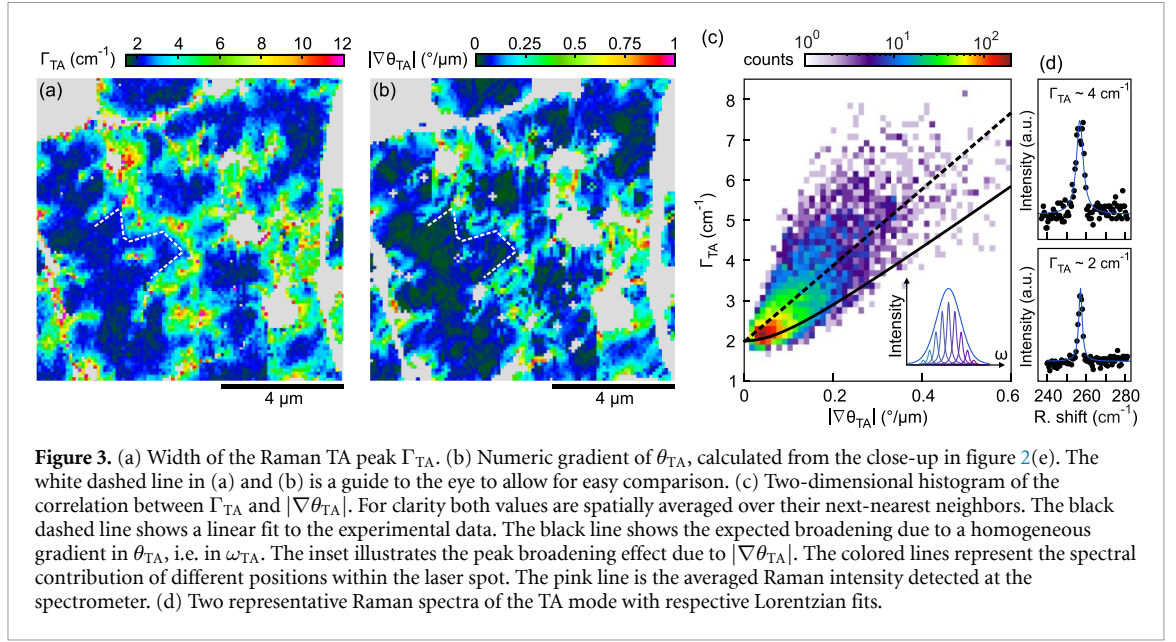 Γ_TA (cm⁻¹) 2 4 6 8 10 12
|∇θ_TA| (°/μm) 0 0.25 0.5 0.75 1
(a)
(b)
4 μm
4 μm
(c)
counts 10⁰ 10¹ 10²
Γ_TA (cm⁻¹)
8
7
6
5
4
3
2
1
Intensity
ε
0 0.1 0.2 0.3 0.4 0.5 0.6
|∇θ_TA| (°/μm)
(d)
Γ_TA ~ 4 cm⁻¹
Intensity (a.u.)
Γ_TA ~ 2 cm⁻¹
Intensity (a.u.)
240 260 280
R. shift (cm⁻¹)
Figure 3. (a) Width of the Raman TA peak Γ_TA. (b) Numeric gradient of θ_TA, calculated from the close-up in figure 2(e). The
white dashed line in (a) and (b) is a guide to the eye to allow for easy comparison. (c) Two-dimensional histogram of the
correlation between Γ_TA and |∇θ_TA|. For clarity both values are spatially averaged over their next-nearest neighbors. The black
dashed line shows a linear fit to the experimental data. The black line shows the expected broadening due to a homogeneous
gradient in θ_TA, i.e. in ω_TA. The inset illustrates the peak broadening effect due to |∇θ_TA|. The colored lines represent the spectral
contribution of different positions within the laser spot. The pink line is the averaged Raman intensity detected at the
spectrometer. (d) Two representative Raman spectra of the TA mode with respective Lorentzian fits.